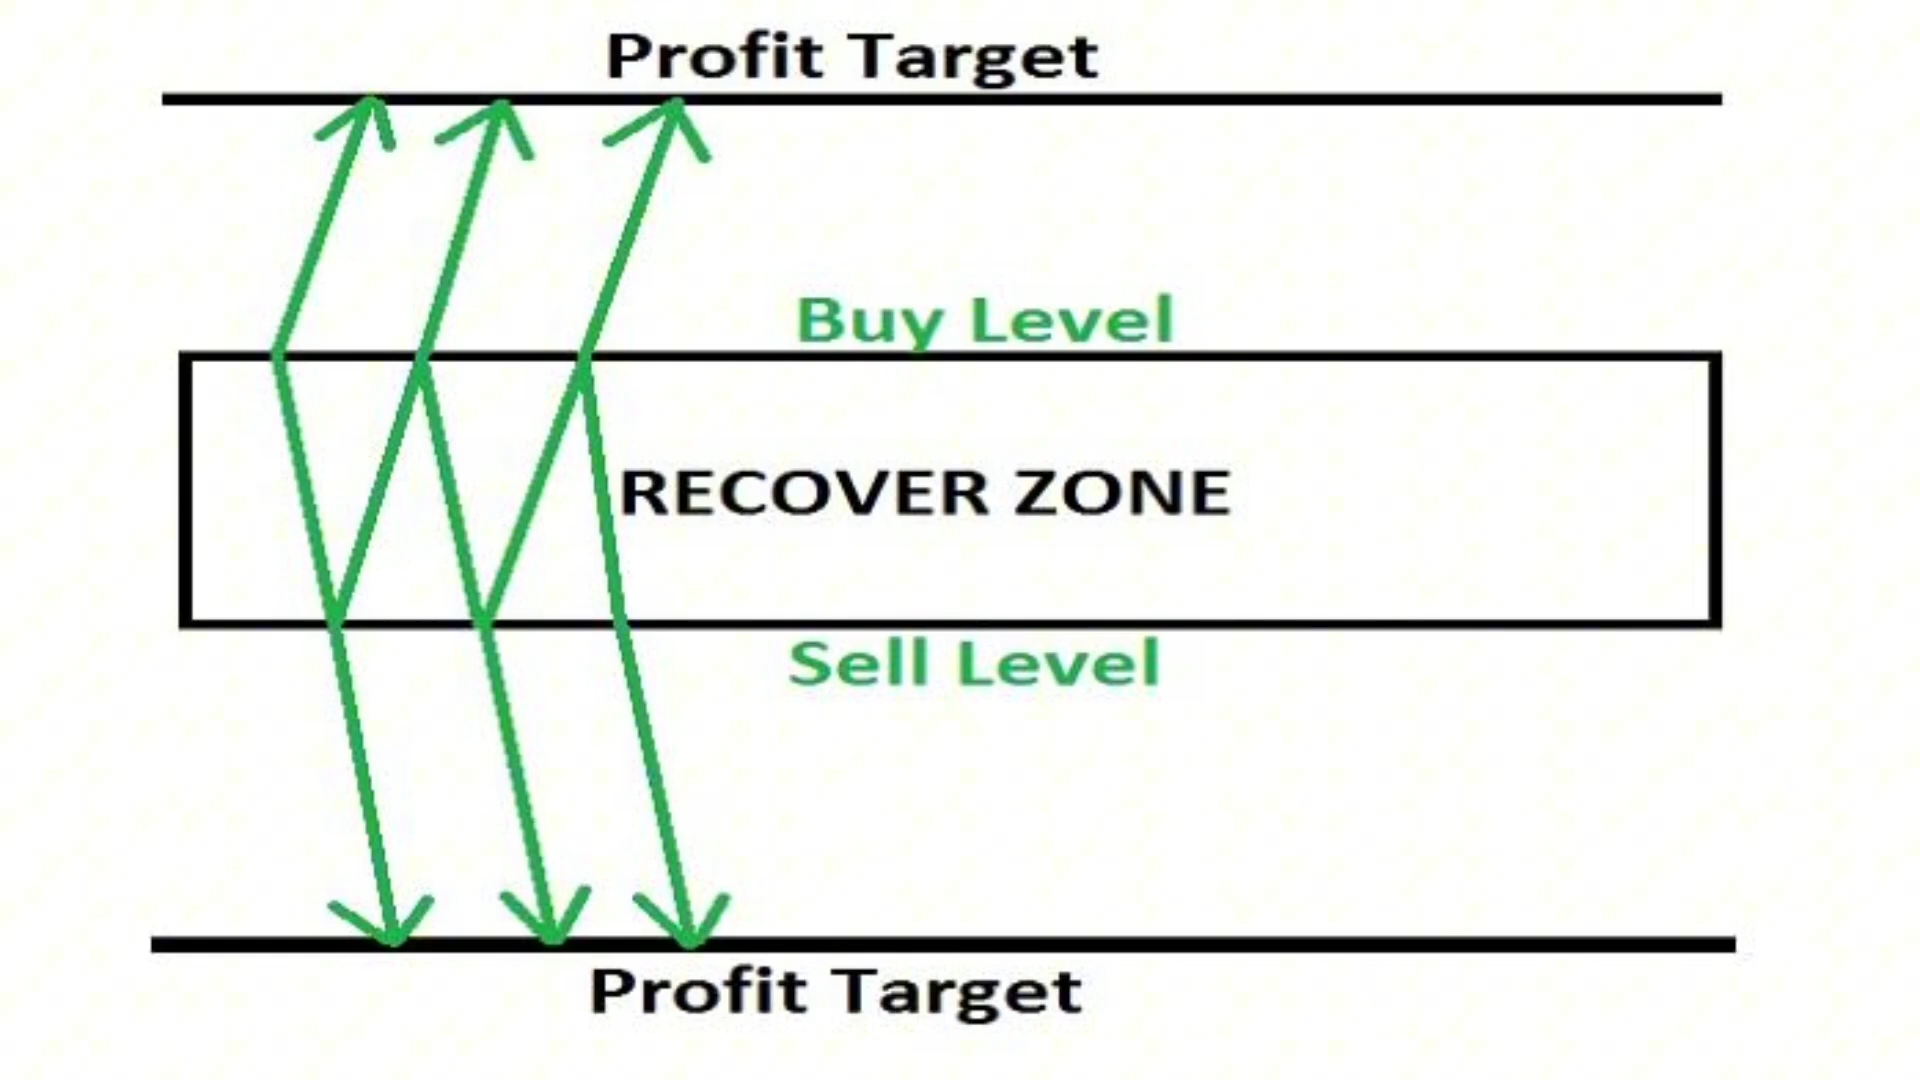 Profit Target
Buy Level
RECOVER ZONE
Sell Level
Profit Target